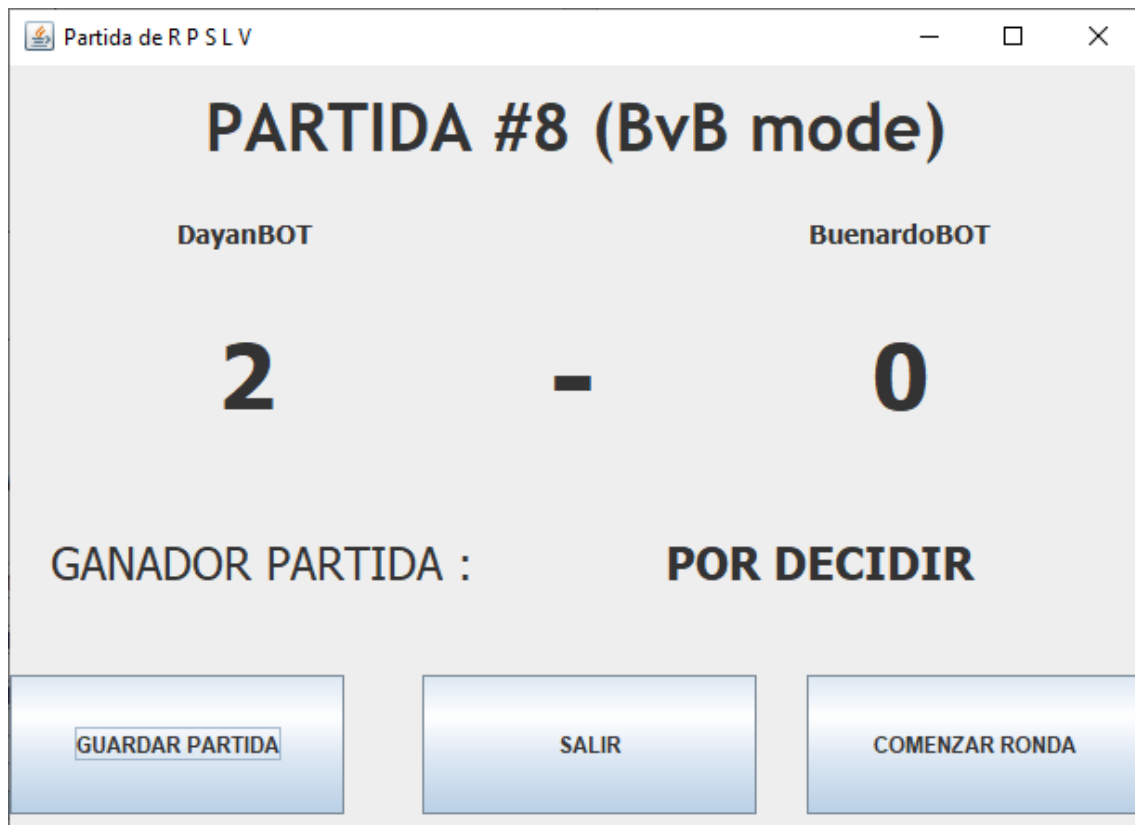 Partida de R P S L V
PARTIDA #8 (BvB mode)
DayanBOT BuenardoBOT
2 - 0
GANADOR PARTIDA : POR DECIDIR
GUARDAR PARTIDA SALIR COMENZAR RONDA